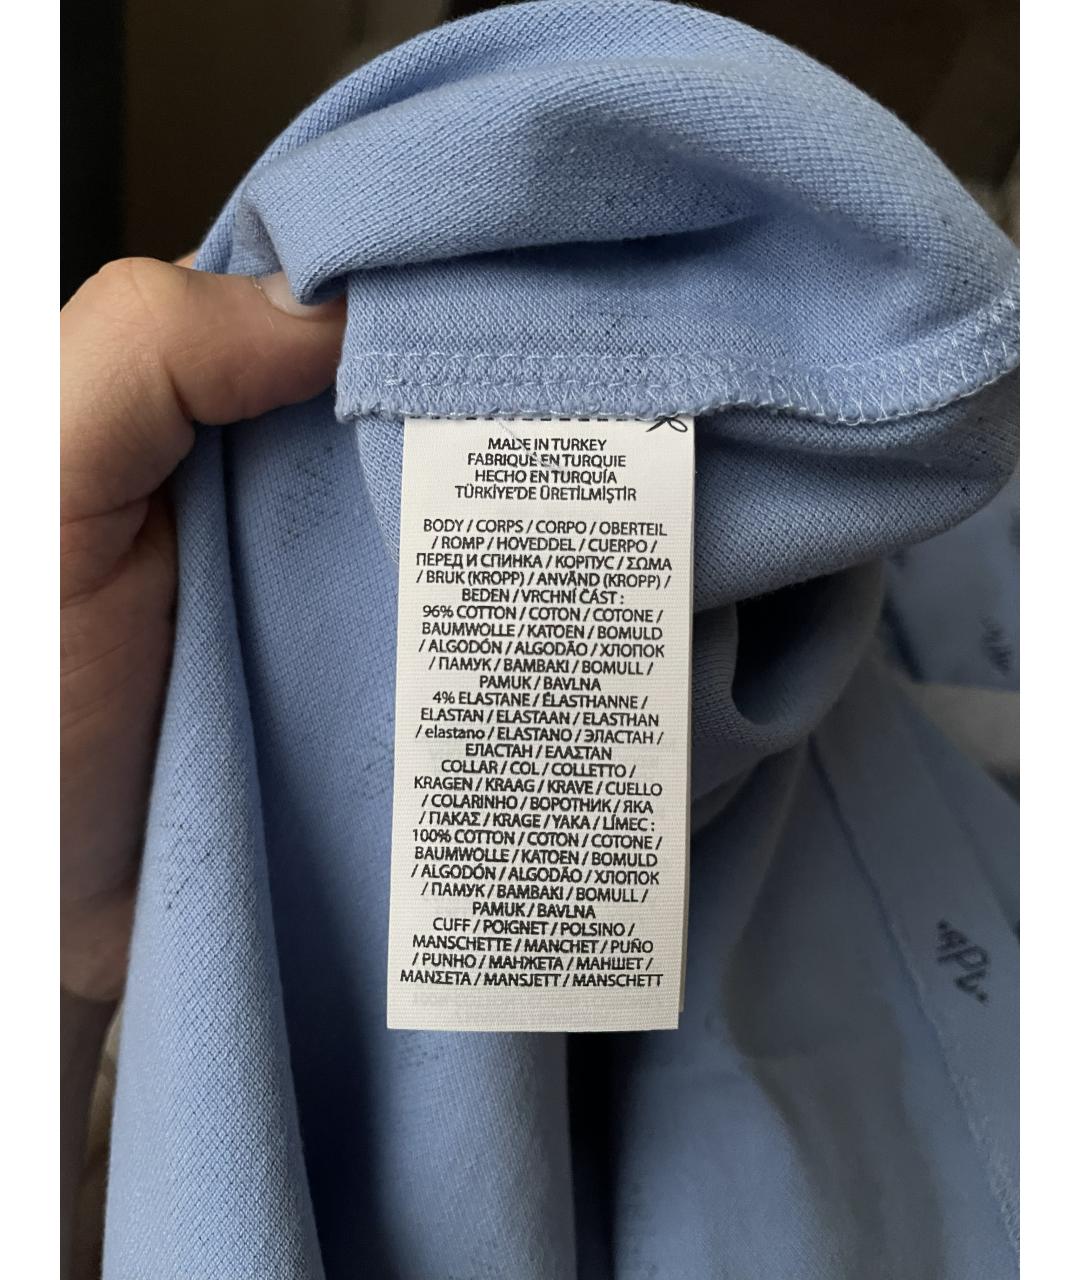 MADE IN TURKEY
FABRIQUÉ EN TURQUIE
HECHO EN TURQUÍA
TÜRKİYE'DE ÜRETİLMİŞTİR
BODY / CORPS / CORPO / OBERTEIL
/ ROMP / HOVEDDEL / CUERPO /
ПЕРЕД И СПИНКА / КОРПУС / ΣΩΜΑ
/ BRUK (KROPP) / ANVÄND (KROPP) /
BEDEN / VRCHNÍ ČÁST :
96% COTTON / COTON / COTONE /
BAUMWOLLE / KATOEN / BOMULD
/ ALGODÓN / ALGODÃO / ХЛОПОК
/ ПАМУК / ΒΑΜΒΑΚΙ / BOMULL /
PAMUK / BAVLNA
4% ELASTANE / ÉLASTHANNE /
ELASTAN / ELASTAAN / ELASTHAN
/ elastano / ELASTANO / ЭЛАСТАН /
ЕЛАСТАН / ΕΛΑΣΤΑΝ
COLLAR / COL / COLLETTO /
KRAGEN / KRAAG / KRAVE / CUELLO
/ COLARINHO / ВОРОТНИК / ЯКА
/ ΠΑΚΑΣ / KRAGE / YAKA / LÍMEC :
100% COTTON / COTON / COTONE /
BAUMWOLLE / KATOEN / BOMULD
/ ALGODÓN / ALGODÃO / ХЛОПОК
/ ПАМУК / ΒΑΜΒΑΚΙ / BOMULL /
PAMUK / BAVLNA
CUFF / POIGNET / POLSINO /
MANSCHETTE / MANCHET / PUÑO
/ PUNHO / МАНЖЕТА / МАНШЕТ /
ΜΑΝΣΕΤΑ / MANSJETT / MANSCHETT